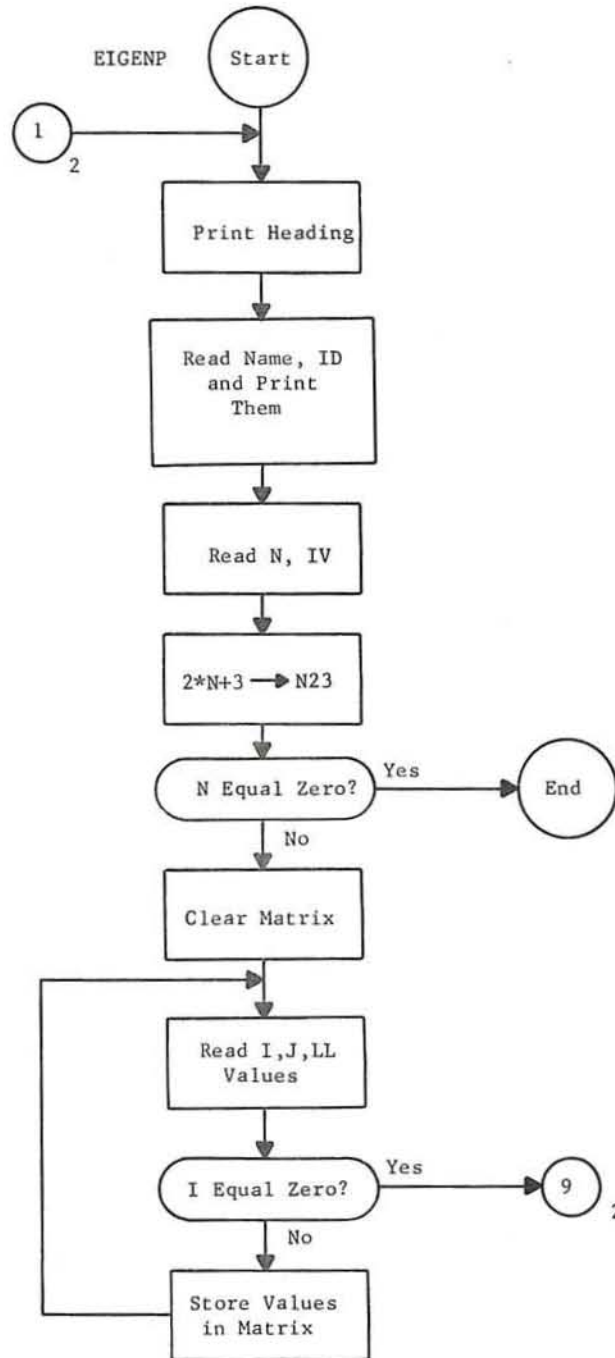 EIGENP
Start
1
2
Print Heading
Read Name, ID
and Print
Them
Read N, IV
2*N+3 → N23
N Equal Zero?
Yes
End
No
Clear Matrix
Read I,J,LL
Values
I Equal Zero?
Yes
9
2
No
Store Values
in Matrix